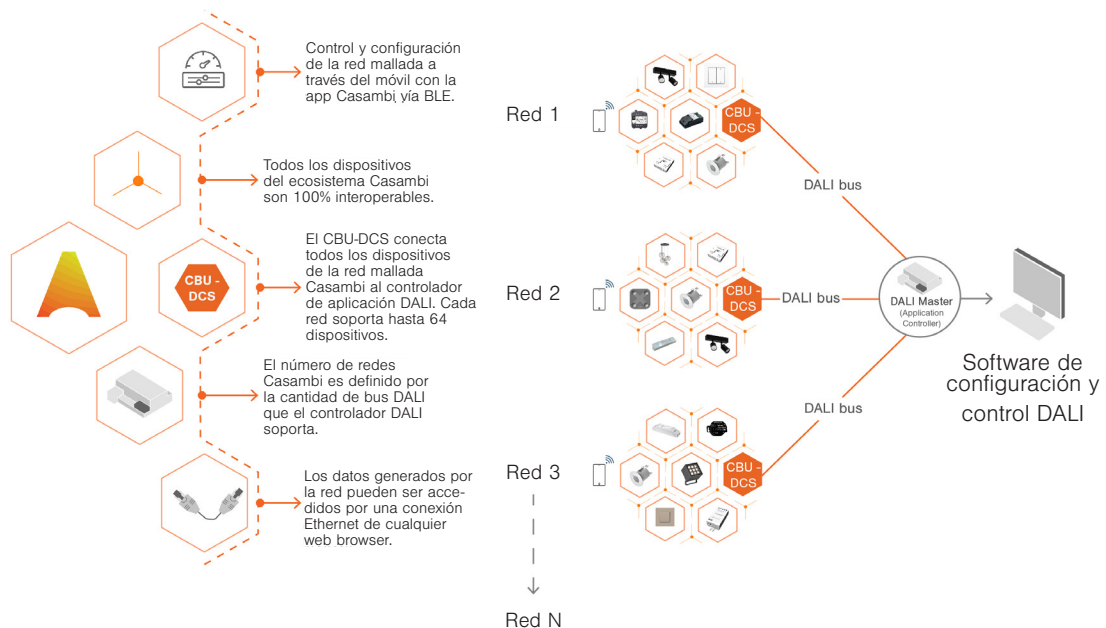 Control y configuración
de la red mallada a
través del móvil con la
app Casambi, yía BLE.
Todos los dispositivos
del ecosistema Casambi
son 100% interoperables.
El CBU-DCS conecta
todos los dispositivos
de la red mallada
Casambi al controlador
de aplicación DALI. Cada
red soporta hasta 64
dispositivos.
CBU -
DCS
El número de redes
Casambi es definido por
la cantidad de bus DALI
que el controlador DALI
soporta.
Los datos generados por
la red pueden ser acce-
didos por una conexión
Ethernet de cualquier
web browser.
Red 1
CBU -
DCS
DALI bus
Red 2
CBU -
DCS
DALI bus
DALI Master
(Application
Controller)
Software de
configuración y
control DALI
Red 3
CBU -
DCS
DALI bus
Red N